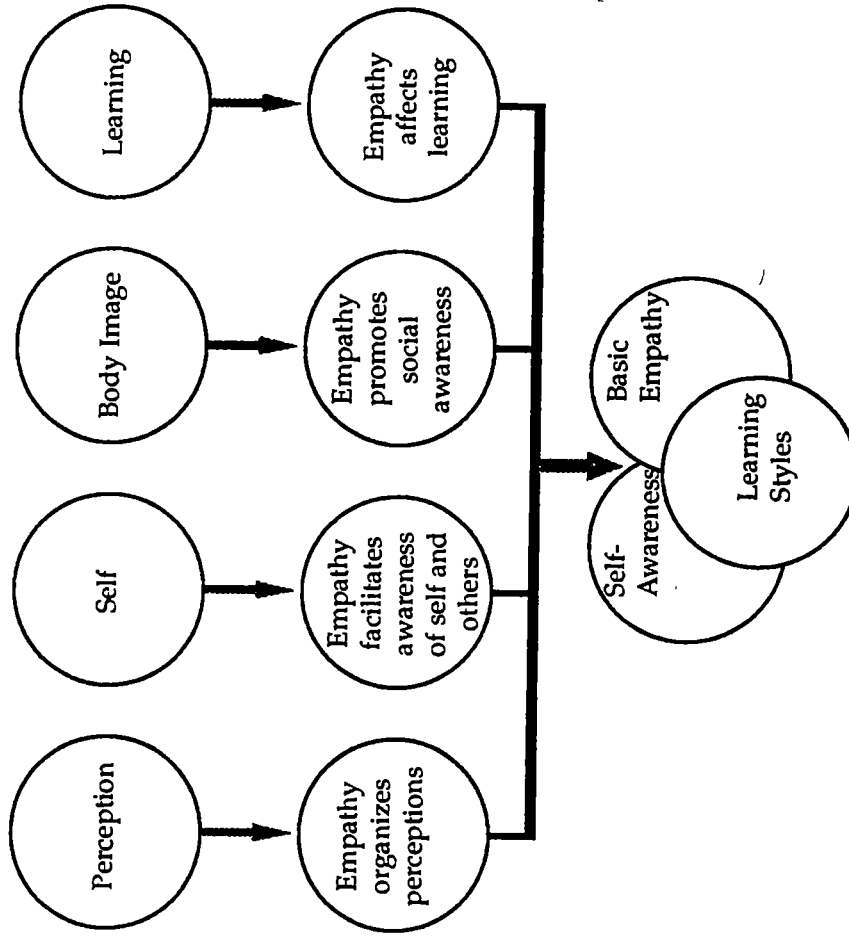 Perception
Self
Body Image
Learning
Empathy
organizes
perceptions
Empathy
facilitates
awareness
of self and
others
Empathy
promotes
social
awareness
Empathy
affects
learning
Self-
Awareness
Basic
Empathy
Learning
Styles